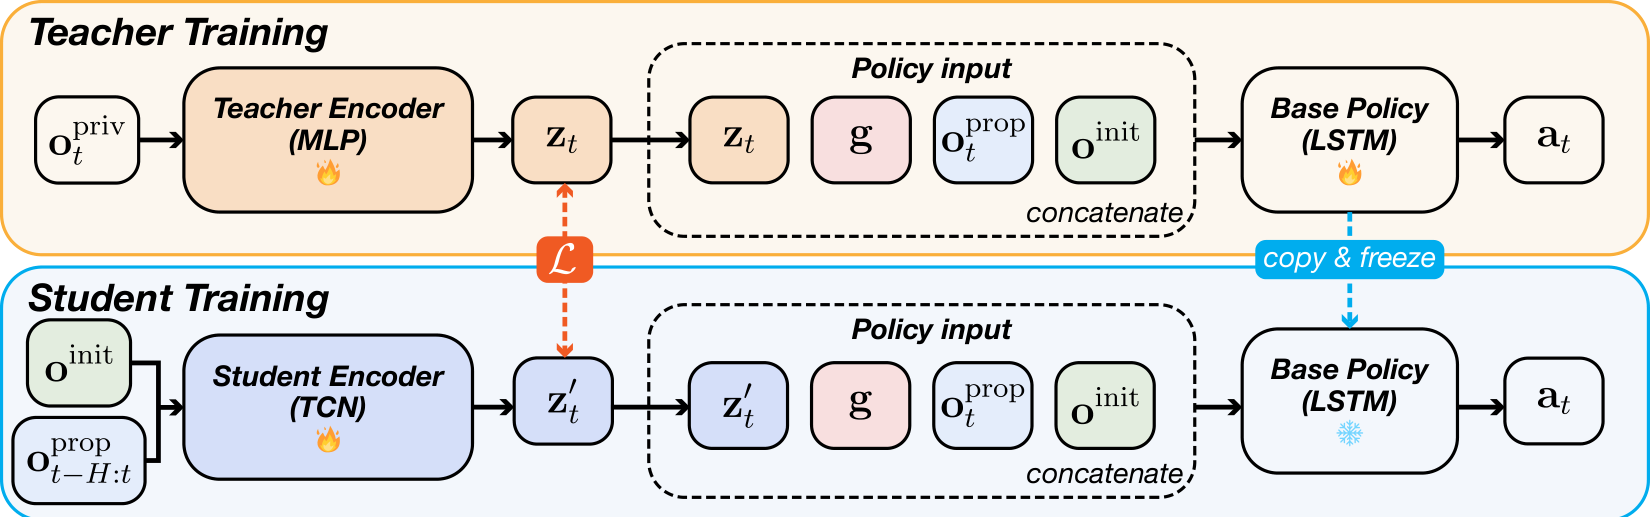 Teacher Training
o_t^priv
Teacher Encoder
(MLP)
z_t
Policy input
z_t
g
o_t^prop
o^init
concatenate
Base Policy
(LSTM)
a_t
ℒ
copy & freeze
Student Training
o^init
o_{t−H:t}^prop
Student Encoder
(TCN)
z′_t
Policy input
z′_t
g
o_t^prop
o^init
concatenate
Base Policy
(LSTM)
a_t